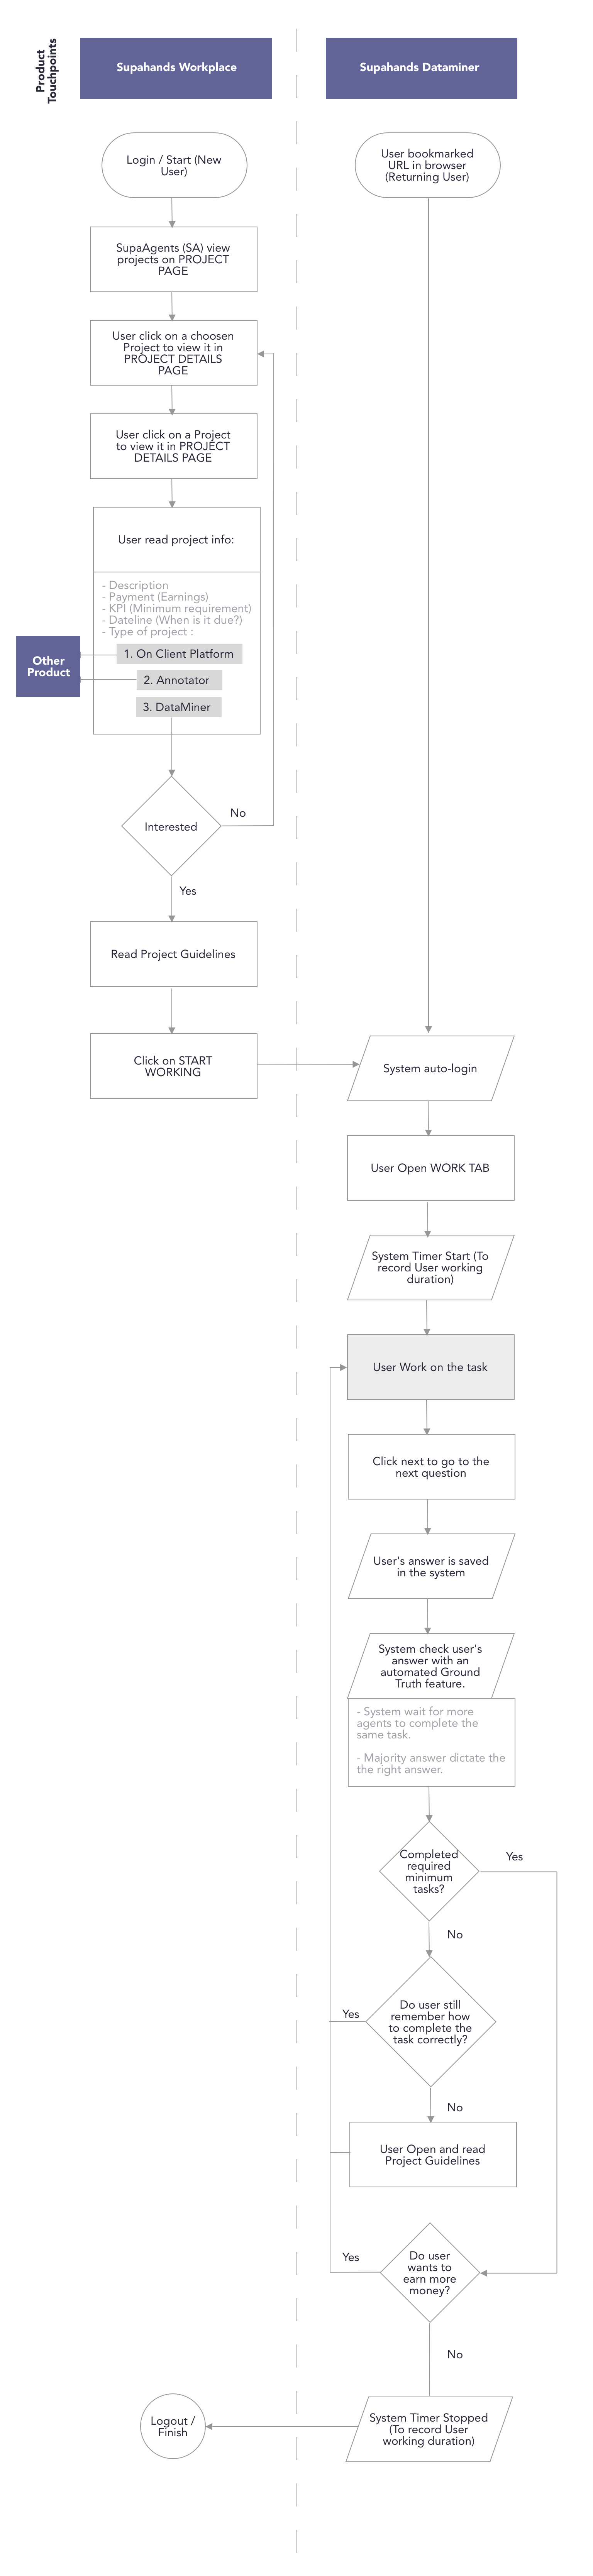 Product
Touchpoints
Supahands Workplace
Supahands Dataminer
Login / Start (New
User)
User bookmarked
URL in browser
(Returning User)
SupaAgents (SA) view
projects on PROJECT
PAGE
User click on a choosen
Project to view it in
PROJECT DETAILS
PAGE
User click on a Project
to view it in PROJECT
DETAILS PAGE
User read project info:
- Description
- Payment (Earnings)
- KPI (Minimum requirement)
- Dateline (When is it due?)
- Type of project :
1. On Client Platform
2. Annotator
3. DataMiner
Other
Product
Interested
No
Yes
Read Project Guidelines
Click on START
WORKING
System auto-login
User Open WORK TAB
System Timer Start (To
record User working
duration)
User Work on the task
Click next to go to the
next question
User's answer is saved
in the system
System check user's
answer with an
automated Ground
Truth feature.
- System wait for more
agents to complete the
same task.
- Majority answer dictate the
the right answer.
Completed
required
minimum
tasks?
Yes
No
Do user still
remember how
to complete the
task correctly?
Yes
No
User Open and read
Project Guidelines
Do user
wants to
earn more
money?
Yes
No
System Timer Stopped
(To record User
working duration)
Logout /
Finish